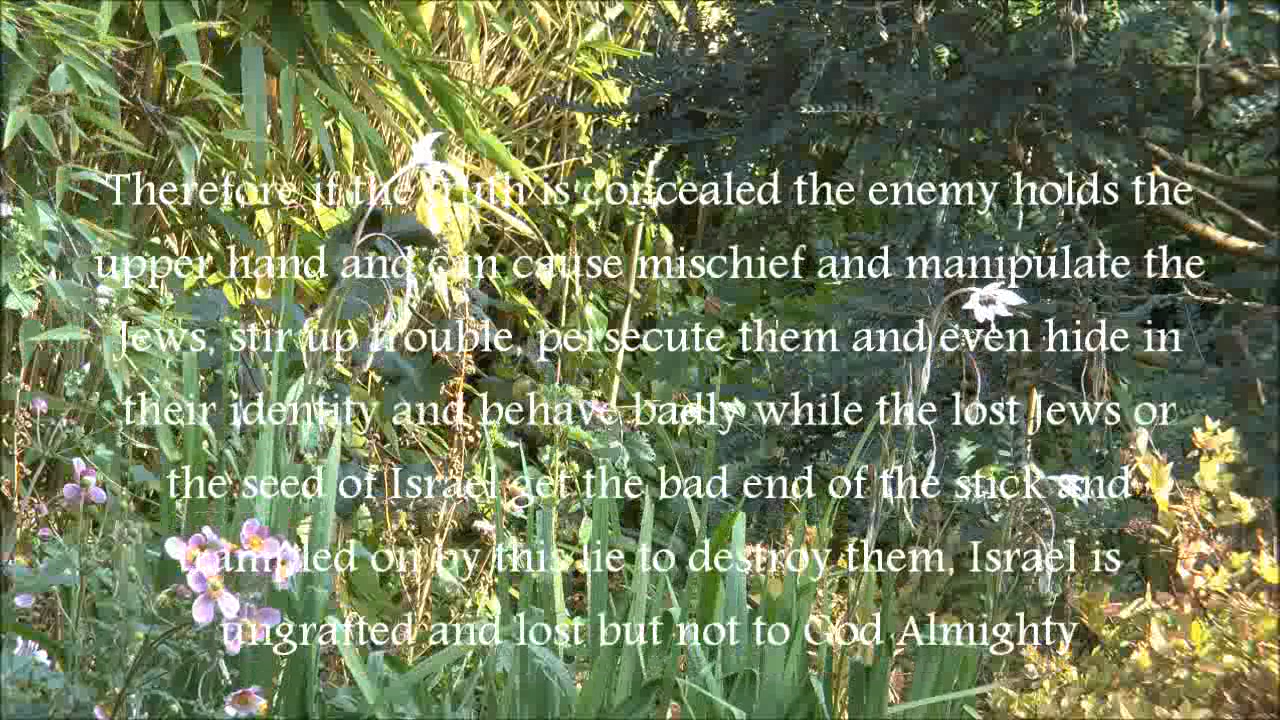 Therefore if the truth is concealed the enemy holds the
upper hand and can cause mischief and manipulate the
Jews, stir up trouble, persecute them and even hide in
their identity and behave badly while the lost Jews or
the seed of Israel get the bad end of the stick and
trampled on by this lie to destroy them, Israel is
ungrafted and lost but not to God Almighty